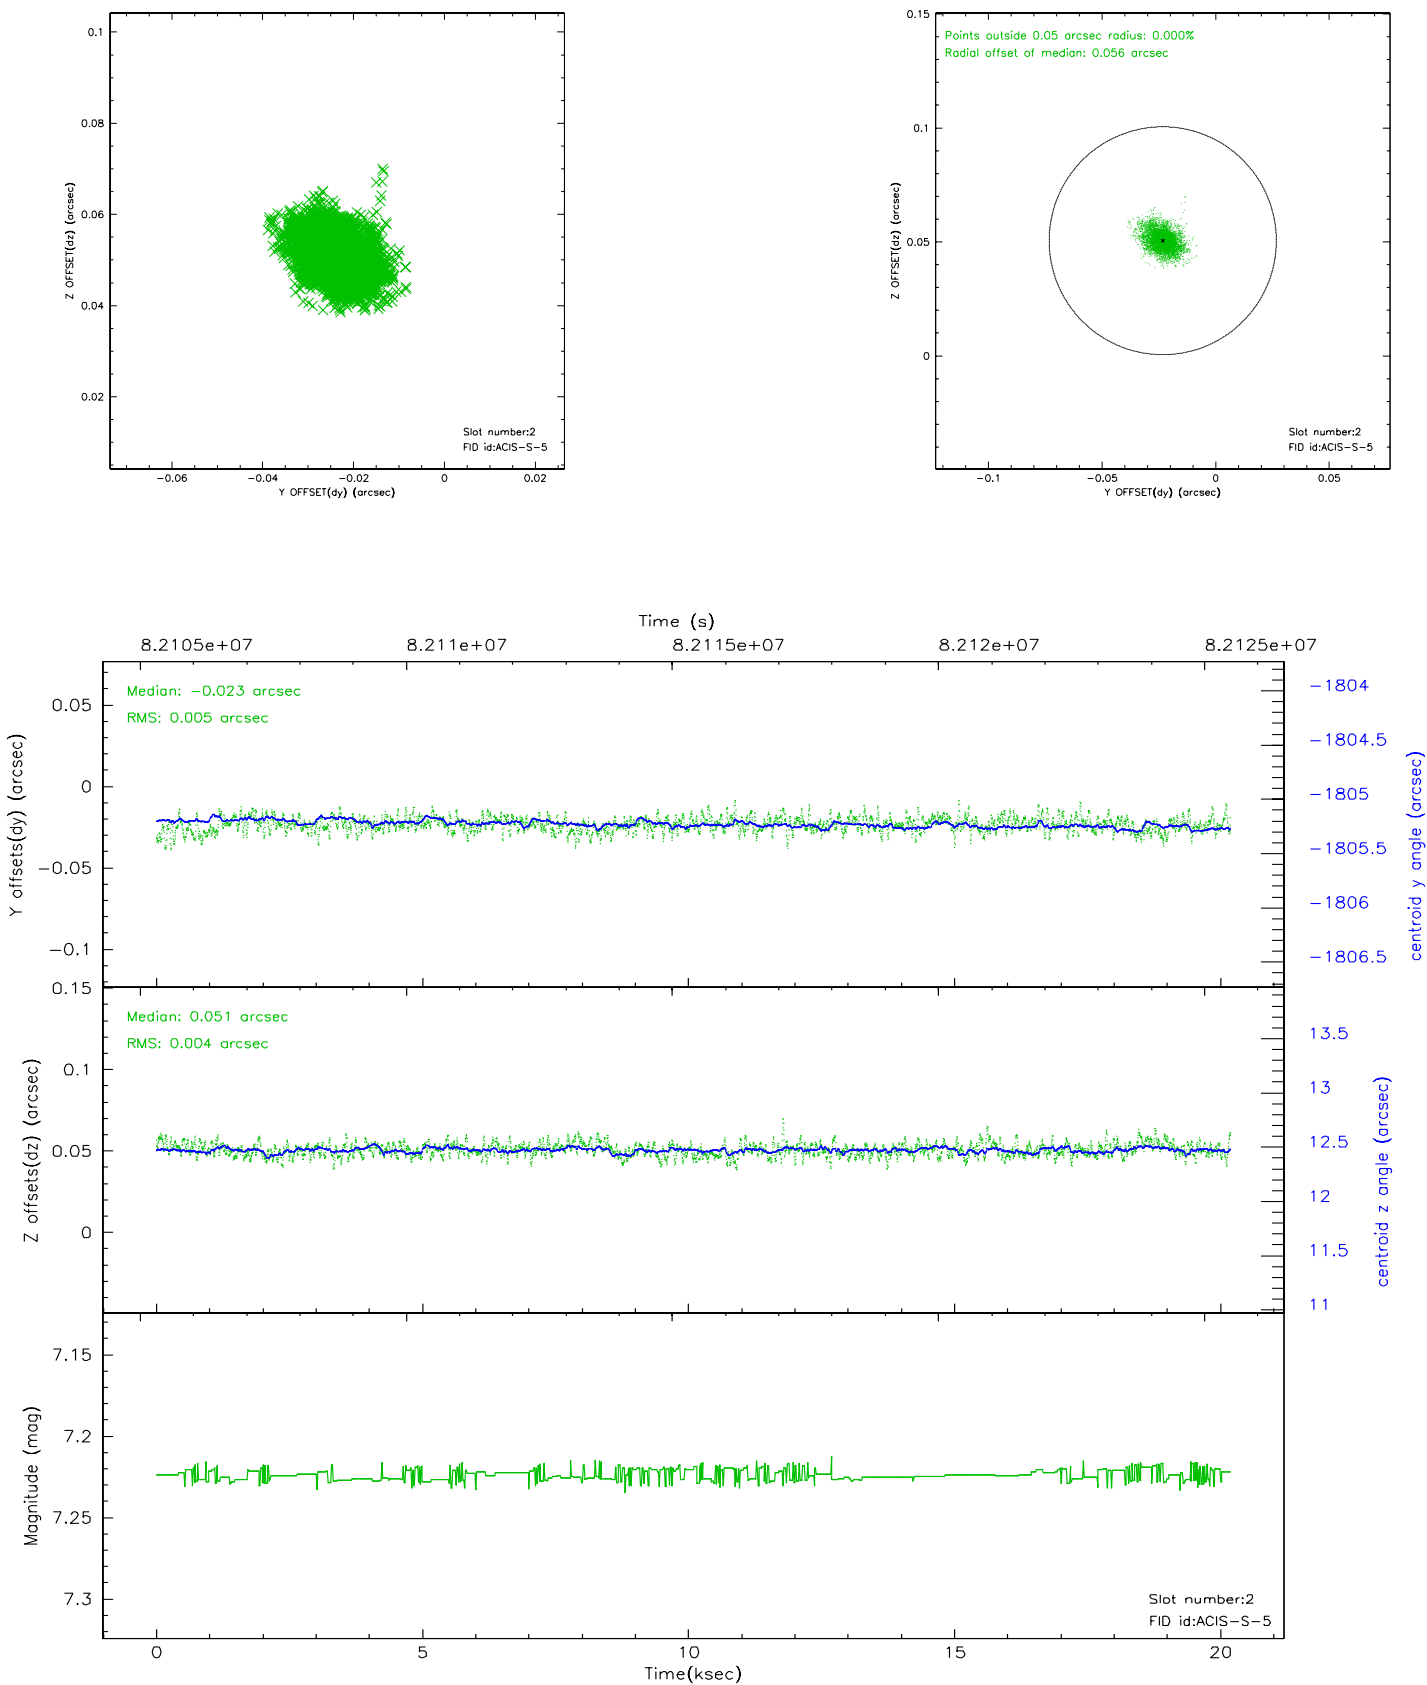 0.1
0.08
0.06
0.04
0.02
Z OFFSET(dz) (arcsec)
Slot number:2
FID id:ACIS-S-5
-0.06 -0.04 -0.02 0 0.02
Y OFFSET(dy) (arcsec)
Points outside 0.05 arcsec radius: 0.000%
Radial offset of median: 0.056 arcsec
0.15
0.1
0.05
0
Z OFFSET(dz) (arcsec)
Slot number:2
FID id:ACIS-S-5
-0.1 -0.05 0 0.05
Y OFFSET(dy) (arcsec)
Time (s)
8.2105e+07 8.211e+07 8.2115e+07 8.212e+07 8.2125e+07
Median: -0.023 arcsec
RMS: 0.005 arcsec
0.05
0
-0.05
-0.1
Y offsets(dy) (arcsec)
-1804
-1804.5
-1805
-1805.5
-1806
-1806.5
centroid y angle (arcsec)
Median: 0.051 arcsec
RMS: 0.004 arcsec
0.15
0.1
0.05
0
Z offsets(dz) (arcsec)
13.5
13
12.5
12
11.5
11
centroid z angle (arcsec)
7.15
7.2
7.25
7.3
Magnitude (mag)
Slot number:2
FID id:ACIS-S-5
0 5 10 15 20
Time(ksec)